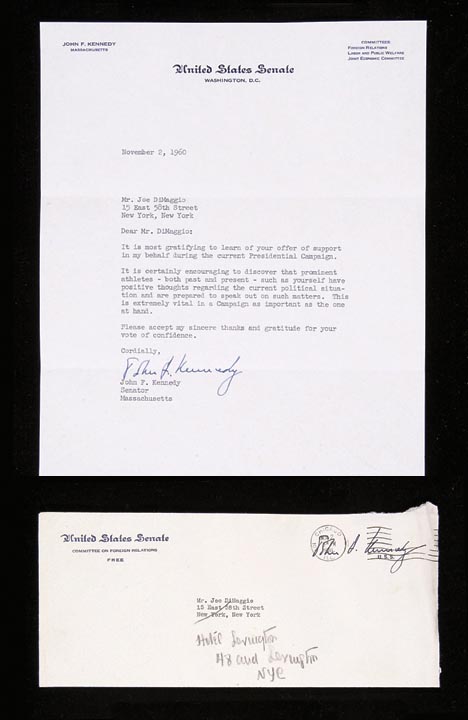 JOHN F. KENNEDY
MASSACHUSETTS
COMMITTEES:
FOREIGN RELATIONS
LABOR AND PUBLIC WELFARE
JOINT ECONOMIC COMMITTEE
United States Senate
WASHINGTON, D.C.
November 2, 1960
Mr. Joe DiMaggio
15 East 58th Street
New York, New York
Dear Mr. DiMaggio:
It is most gratifying to learn of your offer of support
in my behalf during the current Presidential Campaign.
It is certainly encouraging to discover that prominent
athletes - both past and present - such as yourself have
positive thoughts regarding the current political situa-
tion and are prepared to speak out on such matters. This
is extremely vital in a Campaign as important as the one
at hand.
Please accept my sincere thanks and gratitude for your
vote of confidence.
Cordially,
John F. Kennedy
John F. Kennedy
Senator
Massachusetts
United States Senate
COMMITTEE ON FOREIGN RELATIONS
FREE
CHICAGO
John F. Kennedy
U.S.S.
Mr. Joe DiMaggio
15 East 58th Street
New York, New York
Hotel Lexington
48 and Lexington
NYC